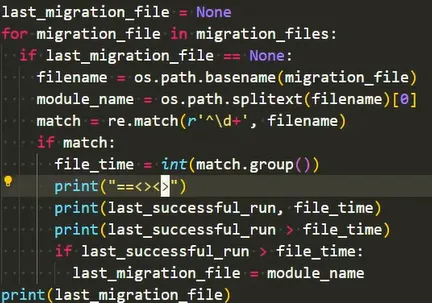 last_migration_file = None
for migration_file in migration_files:
  if last_migration_file == None:
    filename = os.path.basename(migration_file)
    module_name = os.path.splitext(filename)[0]
    match = re.match(r'^\d+', filename)
    if match:
      file_time = int(match.group())
      print("==<><>")
      print(last_successful_run, file_time)
      print(last_successful_run > file_time)
      if last_successful_run > file_time:
        last_migration_file = module_name
print(last_migration_file)